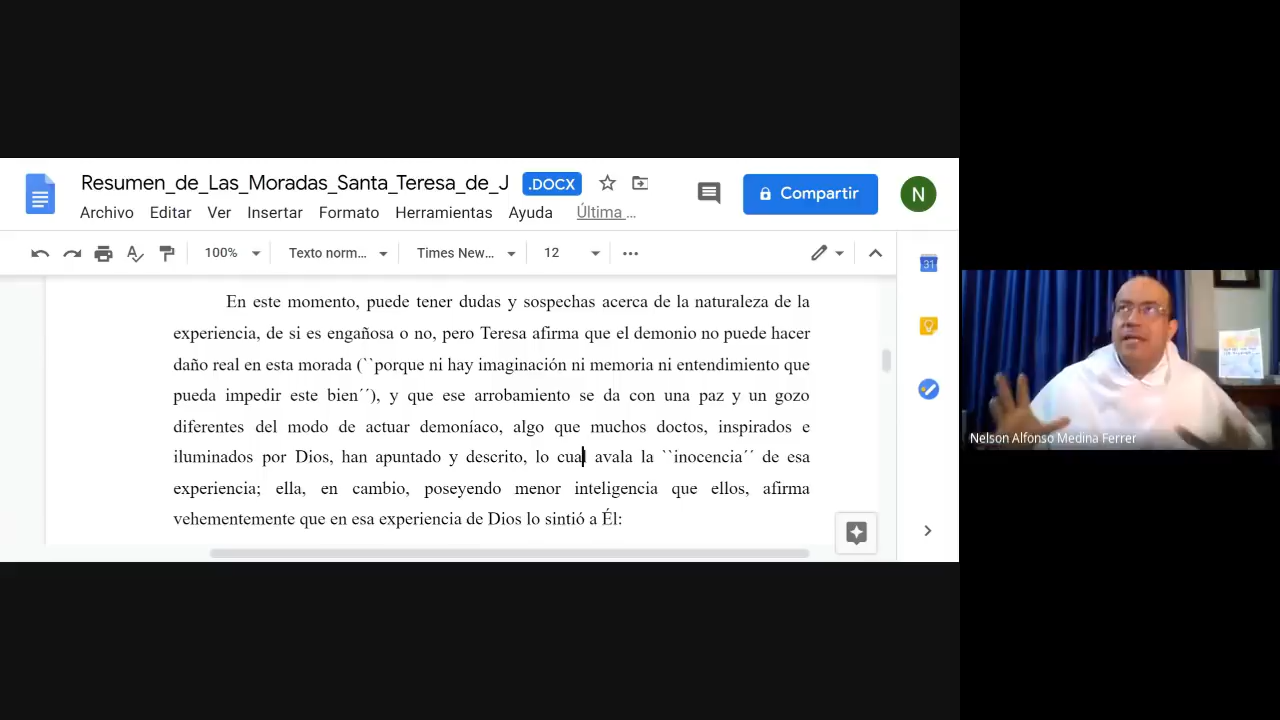 Resumen_de_Las_Moradas_Santa_Teresa_de_J .DOCX
Compartir
N
Archivo Editar Ver Insertar Formato Herramientas Ayuda Última ...
100% Texto norm... Times New... 12
31
En este momento, puede tener dudas y sospechas acerca de la naturaleza de la
experiencia, de si es engañosa o no, pero Teresa afirma que el demonio no puede hacer
daño real en esta morada (``porque ni hay imaginación ni memoria ni entendimiento que
pueda impedir este bien´´), y que ese arrobamiento se da con una paz y un gozo
diferentes del modo de actuar demoníaco, algo que muchos doctos, inspirados e
iluminados por Dios, han apuntado y descrito, lo cual avala la ``inocencia´´ de esa
experiencia; ella, en cambio, poseyendo menor inteligencia que ellos, afirma
vehementemente que en esa experiencia de Dios lo sintió a Él:
Nelson Alfonso Medina Ferrer